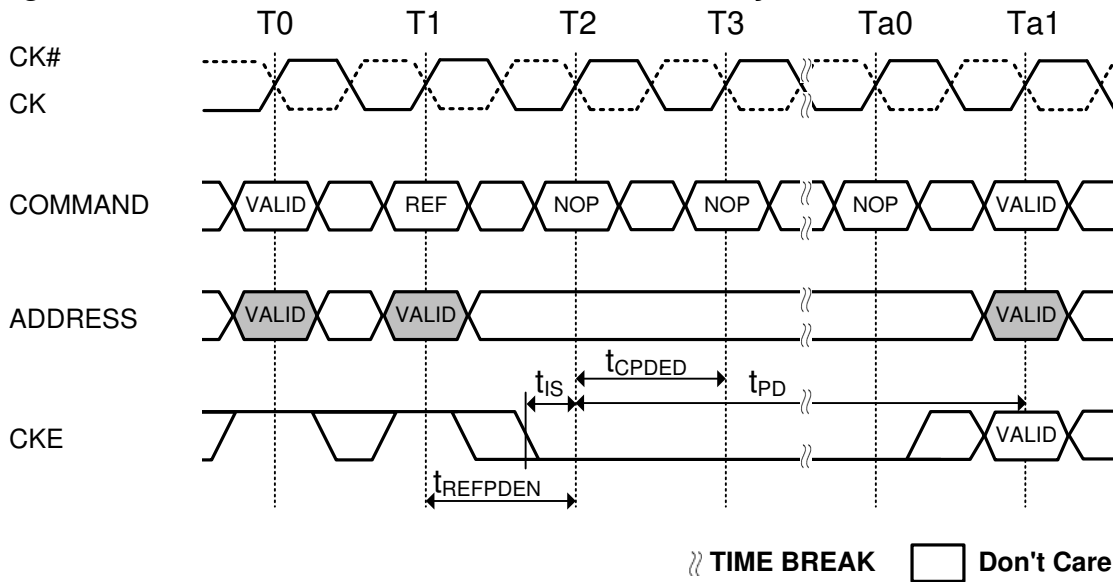 T0 T1 T2 T3 Ta0 Ta1
CK#
CK
COMMAND VALID REF NOP NOP NOP VALID
ADDRESS VALID VALID VALID
tIS tCPDED tPD
CKE VALID
tREFPDEN
TIME BREAK Don't Care